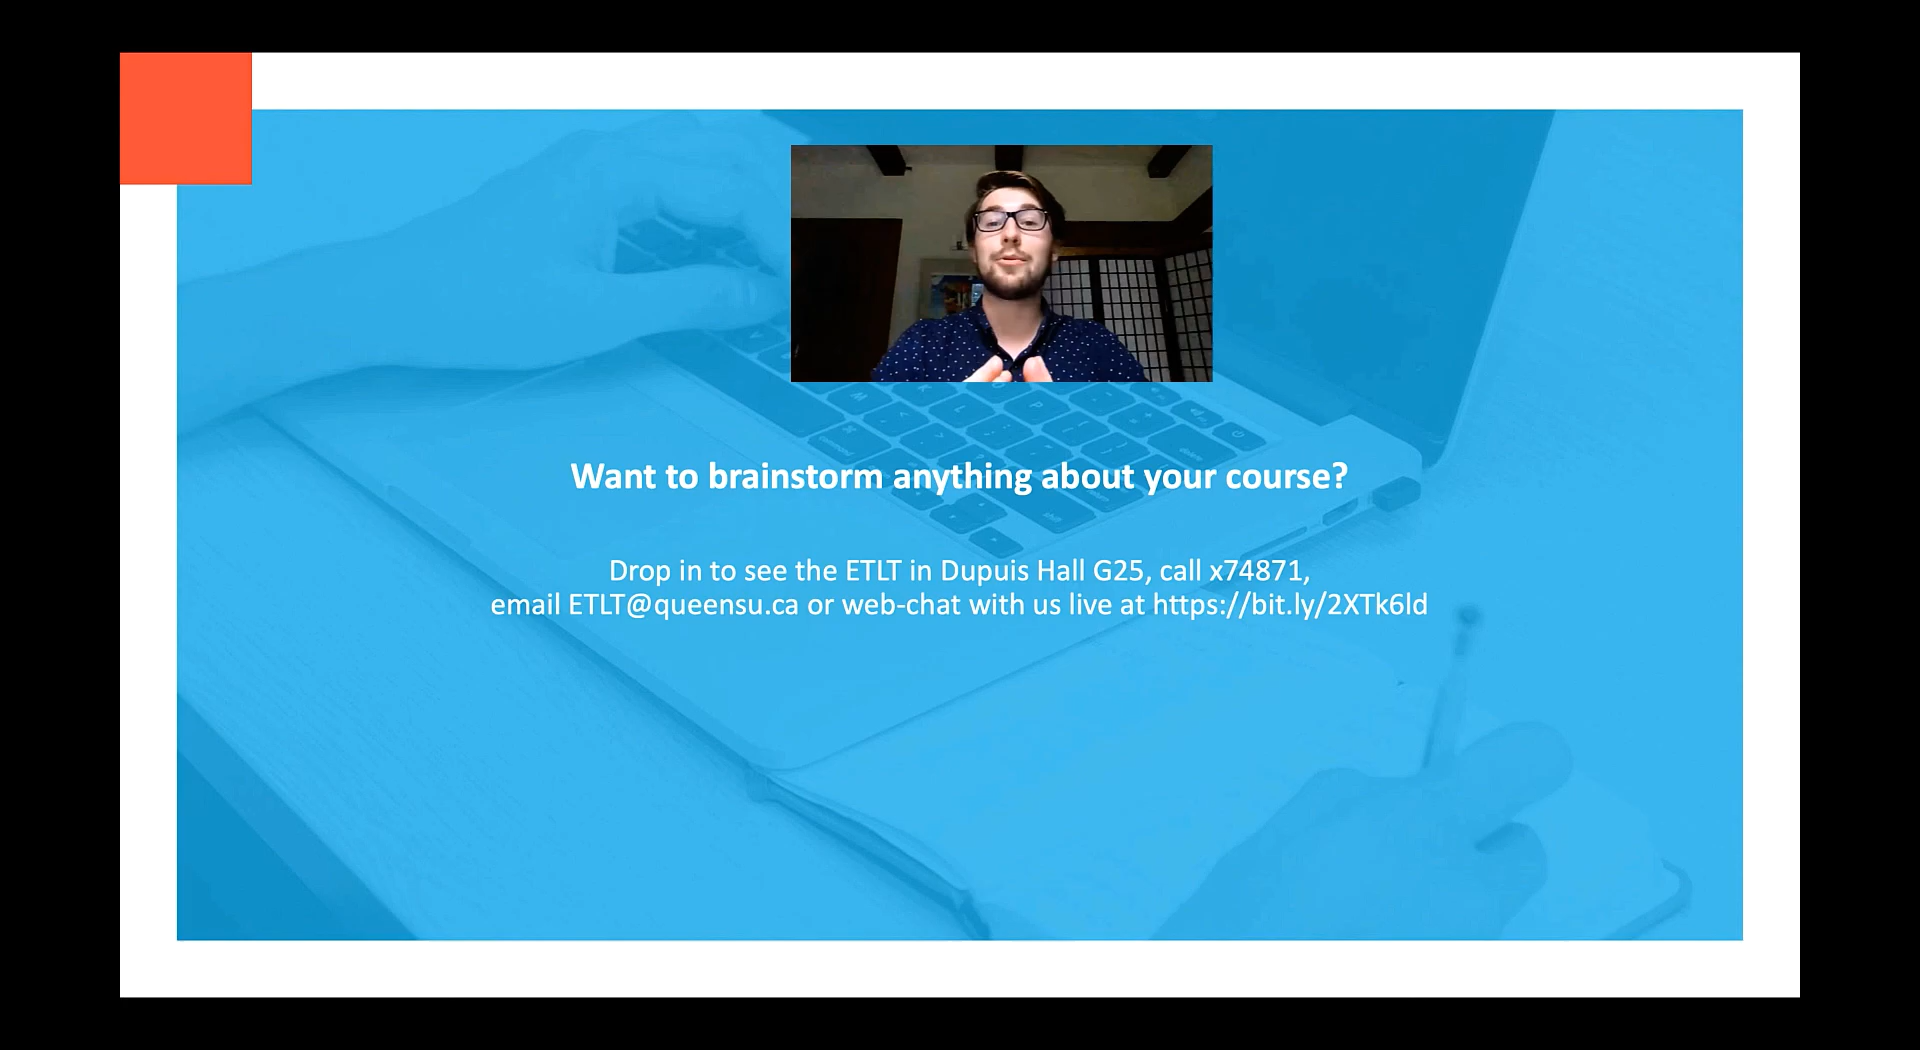 Want to brainstorm anything about your course?
Drop in to see the ETLT in Dupuis Hall G25, call x74871,
email ETLT@queensu.ca or web-chat with us live at https://bit.ly/2XTk6ld